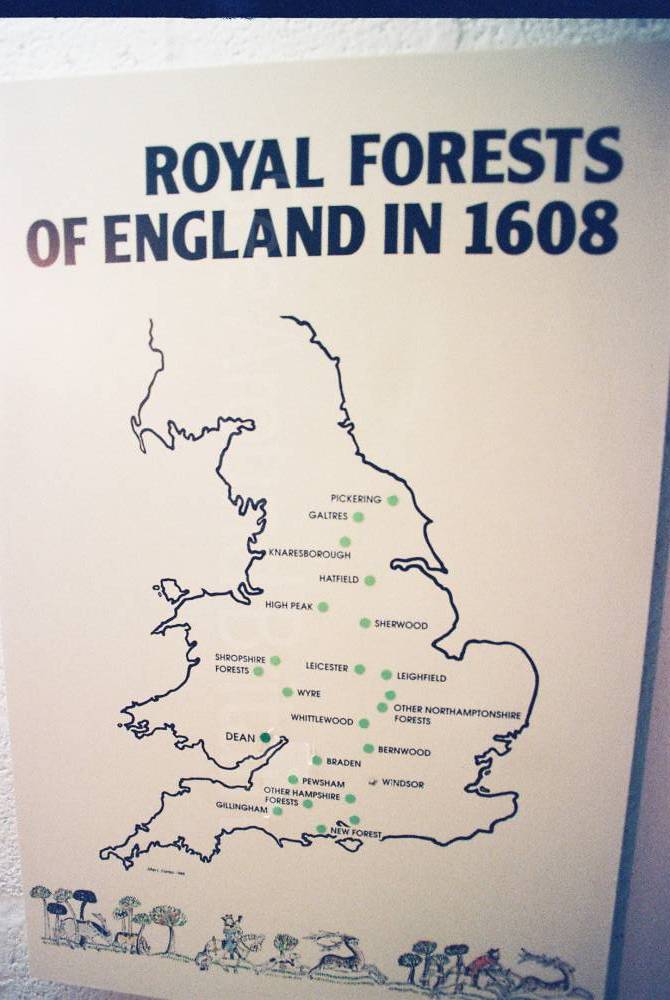 ROYAL FORESTS
OF ENGLAND IN 1608
PICKERING
GALTRES
KNARESBOROUGH
HATFIELD
HIGH PEAK
SHERWOOD
SHROPSHIRE
FORESTS
LEICESTER
LEIGHFIELD
WYRE
OTHER NORTHAMPTONSHIRE
FORESTS
WHITTLEWOOD
DEAN
BERNWOOD
BRADEN
PEWSHAM
WINDSOR
OTHER HAMPSHIRE
FORESTS
GILLINGHAM
NEW FOREST